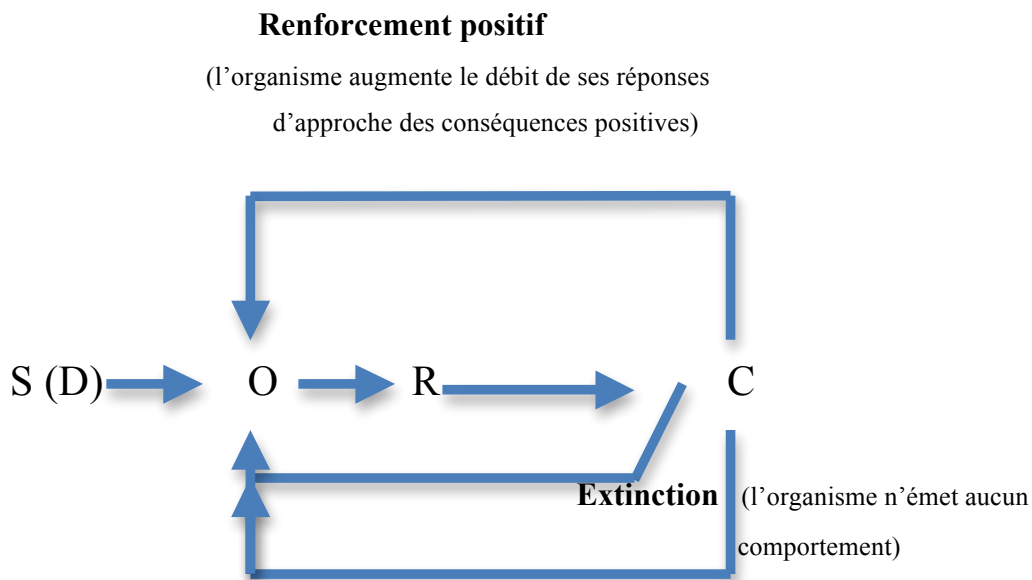 Renforcement positif
(l’organisme augmente le débit de ses réponses
d’approche des conséquences positives)
S (D) O R C
Extinction (l’organisme n’émet aucun
comportement)